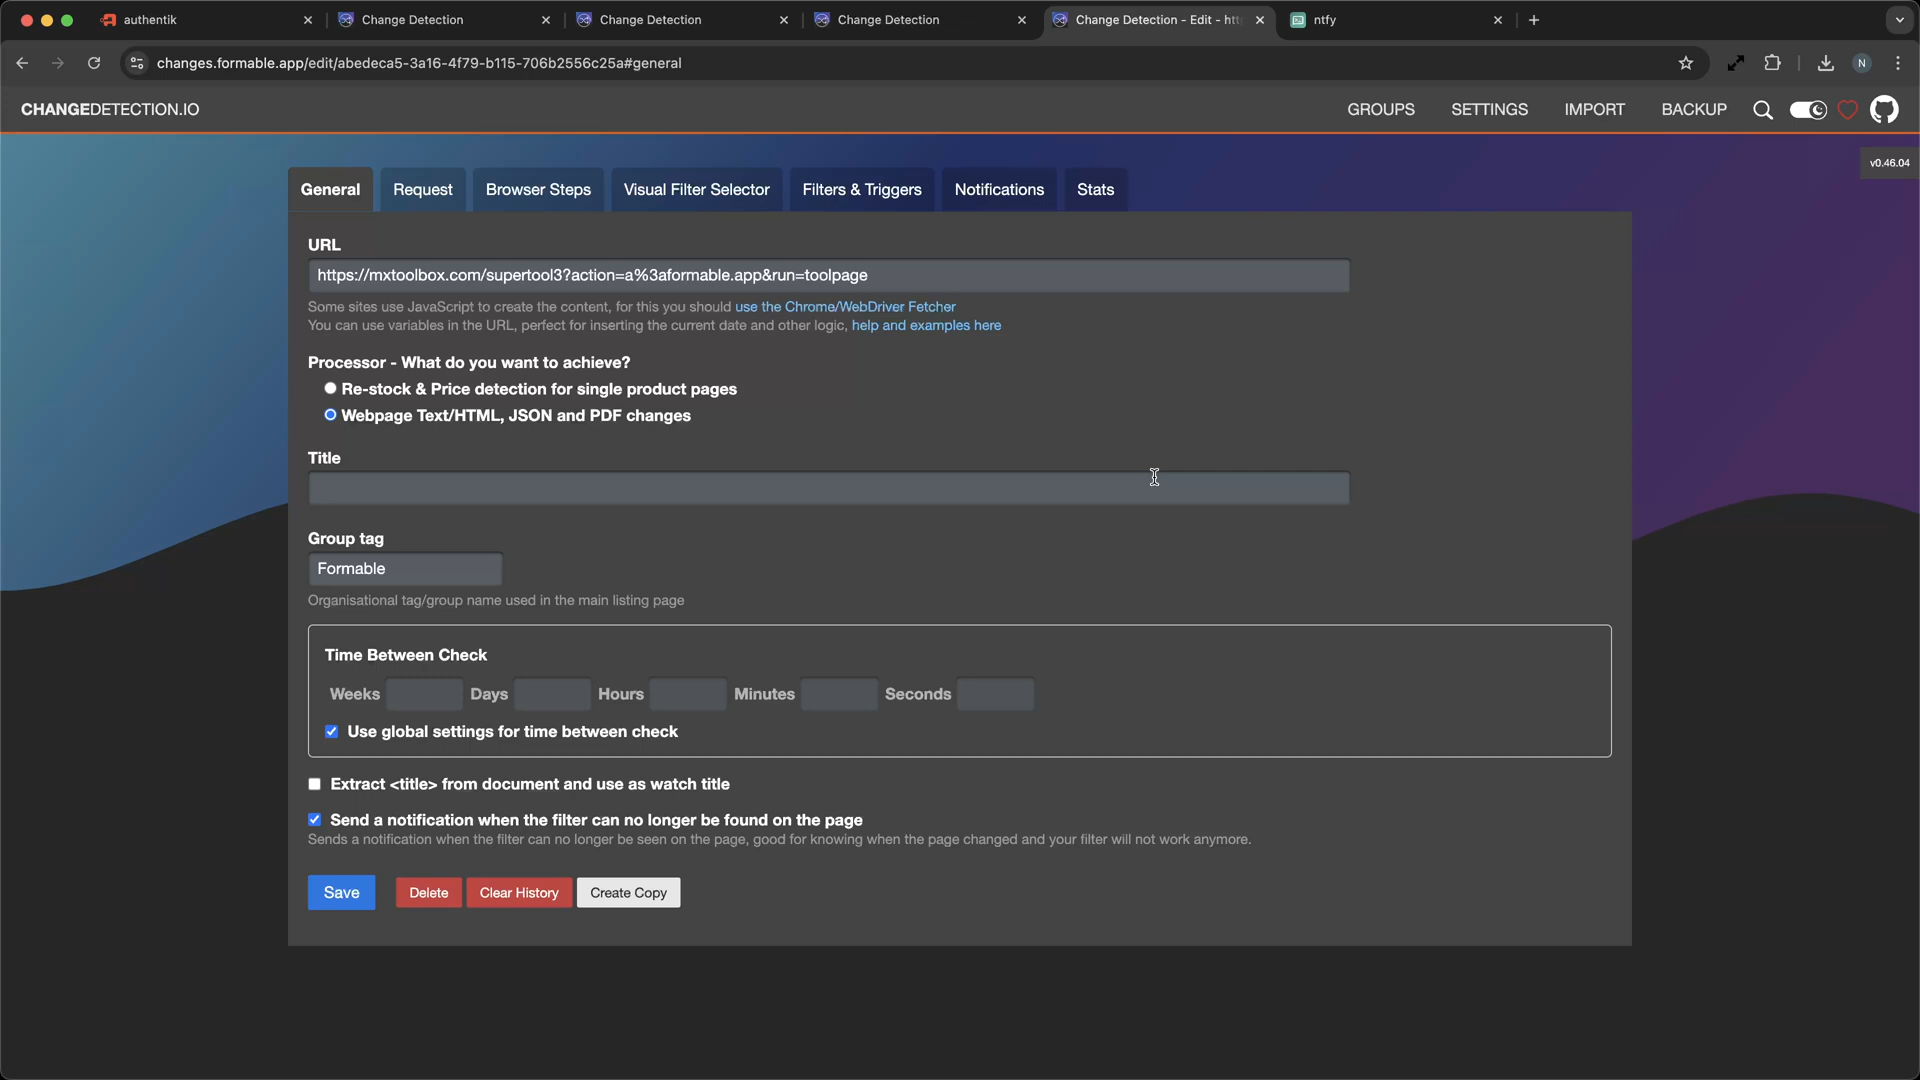 authentik
Change Detection
Change Detection
Change Detection
Change Detection - Edit - htt
ntfy
changes.formable.app/edit/abedeca5-3a16-4f79-b115-706b2556c25a#general
N
CHANGEDETECTION.IO
GROUPS
SETTINGS
IMPORT
BACKUP
v0.46.04
General
Request
Browser Steps
Visual Filter Selector
Filters & Triggers
Notifications
Stats
URL
https://mxtoolbox.com/supertool3?action=a%3aformable.app&run=toolpage
Some sites use JavaScript to create the content, for this you should use the Chrome/WebDriver Fetcher
You can use variables in the URL, perfect for inserting the current date and other logic, help and examples here
Processor - What do you want to achieve?
Re-stock & Price detection for single product pages
Webpage Text/HTML, JSON and PDF changes
Title
Group tag
Formable
Organisational tag/group name used in the main listing page
Time Between Check
Weeks
Days
Hours
Minutes
Seconds
Use global settings for time between check
Extract <title> from document and use as watch title
Send a notification when the filter can no longer be found on the page
Sends a notification when the filter can no longer be seen on the page, good for knowing when the page changed and your filter will not work anymore.
Save
Delete
Clear History
Create Copy